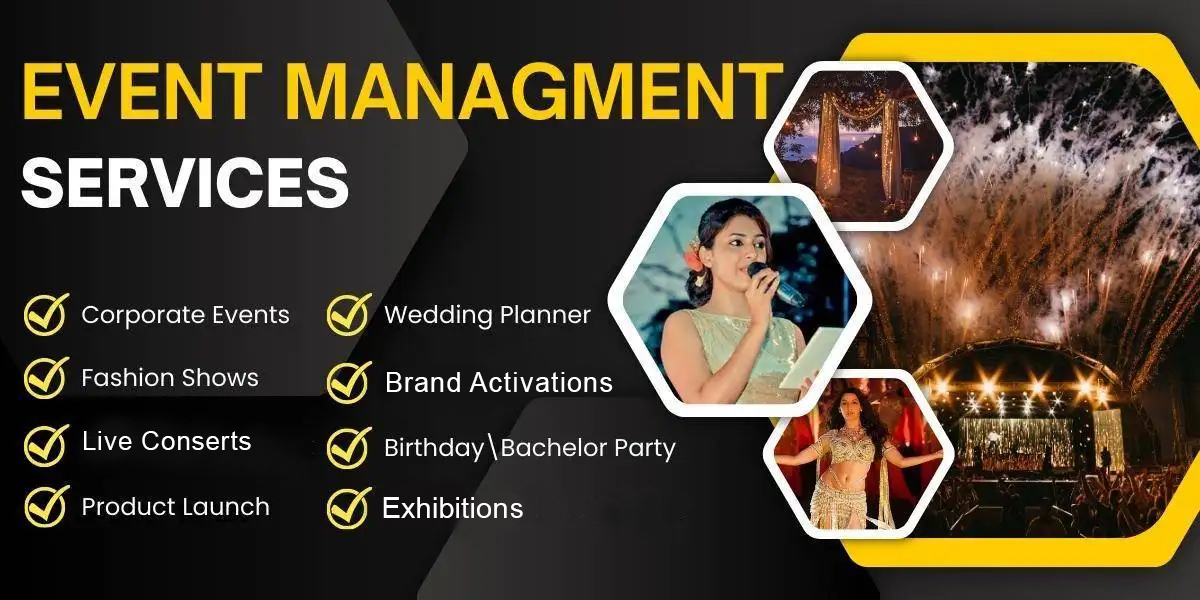 EVENT MANAGMENT
SERVICES
Corporate Events
Wedding Planner
Fashion Shows
Brand Activations
Live Conserts
Birthday\Bachelor Party
Product Launch
Exhibitions